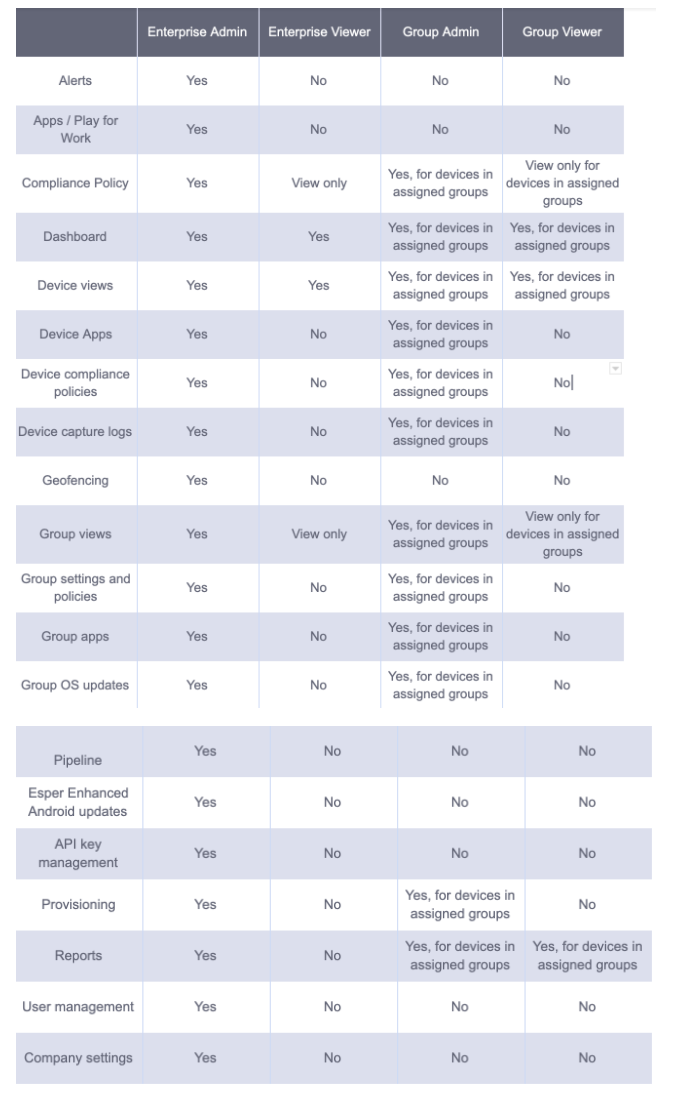 Enterprise Admin Enterprise Viewer Group Admin Group Viewer
Alerts Yes No No No
Apps / Play for
Work Yes No No No
Compliance Policy Yes View only Yes, for devices in
assigned groups View only for
devices in assigned
groups
Dashboard Yes Yes Yes, for devices in
assigned groups Yes, for devices in
assigned groups
Device views Yes Yes Yes, for devices in
assigned groups Yes, for devices in
assigned groups
Device Apps Yes No Yes, for devices in
assigned groups No
Device compliance
policies Yes No Yes, for devices in
assigned groups No
Device capture logs Yes No Yes, for devices in
assigned groups No
Geofencing Yes No No No
Group views Yes View only Yes, for devices in
assigned groups View only for
devices in assigned
groups
Group settings and
policies Yes No Yes, for devices in
assigned groups No
Group apps Yes No Yes, for devices in
assigned groups No
Group OS updates Yes No Yes, for devices in
assigned groups No
Pipeline Yes No No No
Esper Enhanced
Android updates Yes No No No
API key
management Yes No No No
Provisioning Yes No Yes, for devices in
assigned groups No
Reports Yes No Yes, for devices in
assigned groups Yes, for devices in
assigned groups
User management Yes No No No
Company settings Yes No No No